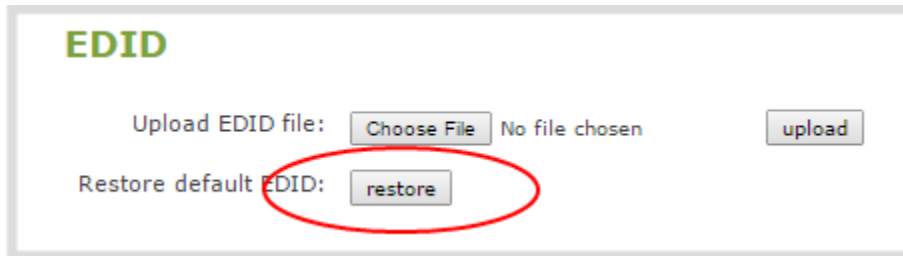 EDID
Upload EDID file: Choose File No file chosen upload
Restore default EDID: restore